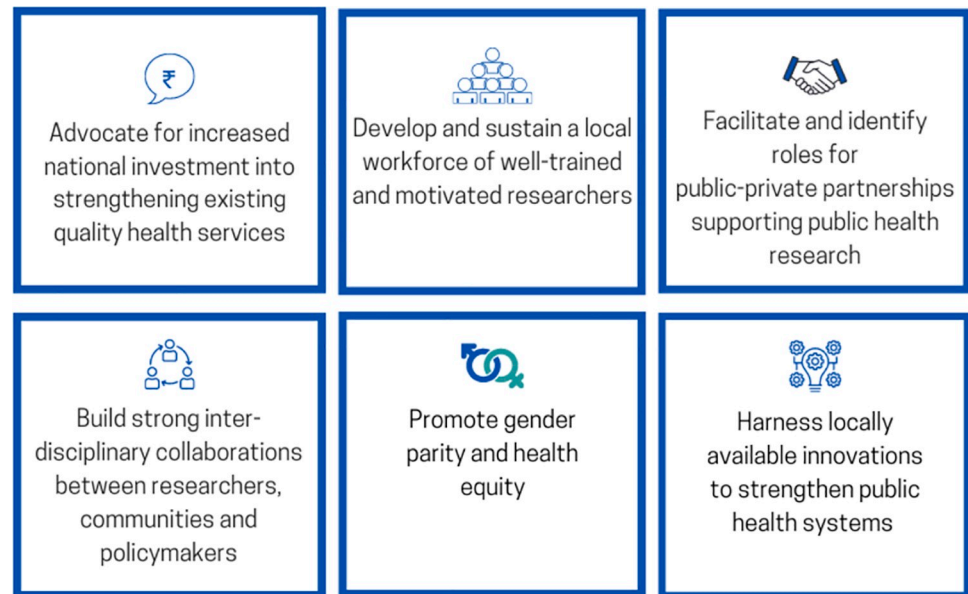 ₹
Advocate for increased
national investment into
strengthening existing
quality health services
Develop and sustain a local
workforce of well-trained
and motivated researchers
Facilitate and identify
roles for
public-private partnerships
supporting public health
research
Build strong inter-
disciplinary collaborations
between researchers,
communities and
policymakers
Promote gender
parity and health
equity
Harness locally
available innovations
to strengthen public
health systems